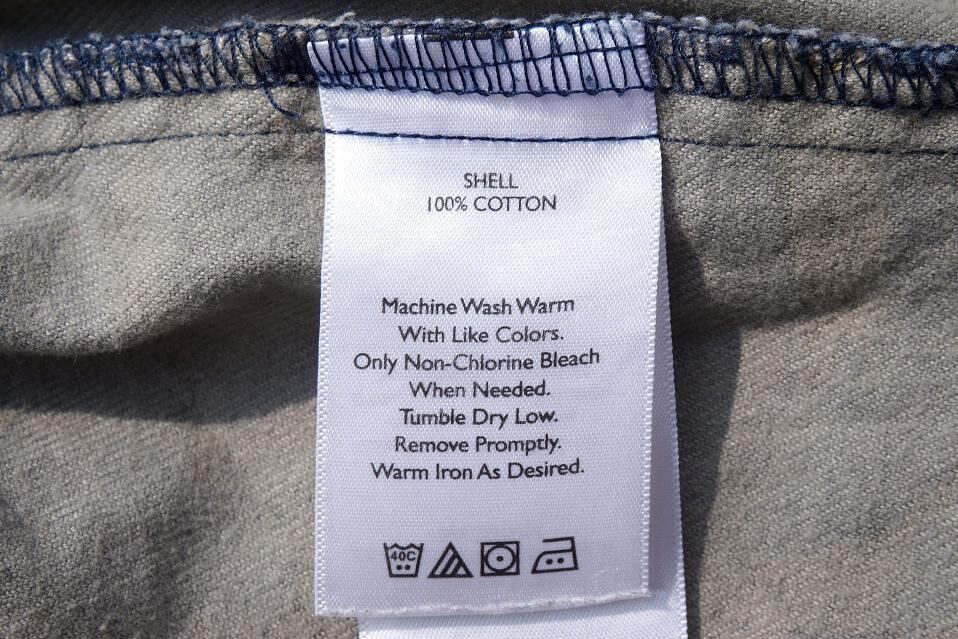 SHELL
100% COTTON
Machine Wash Warm
With Like Colors.
Only Non-Chlorine Bleach
When Needed.
Tumble Dry Low.
Remove Promptly.
Warm Iron As Desired.
40C